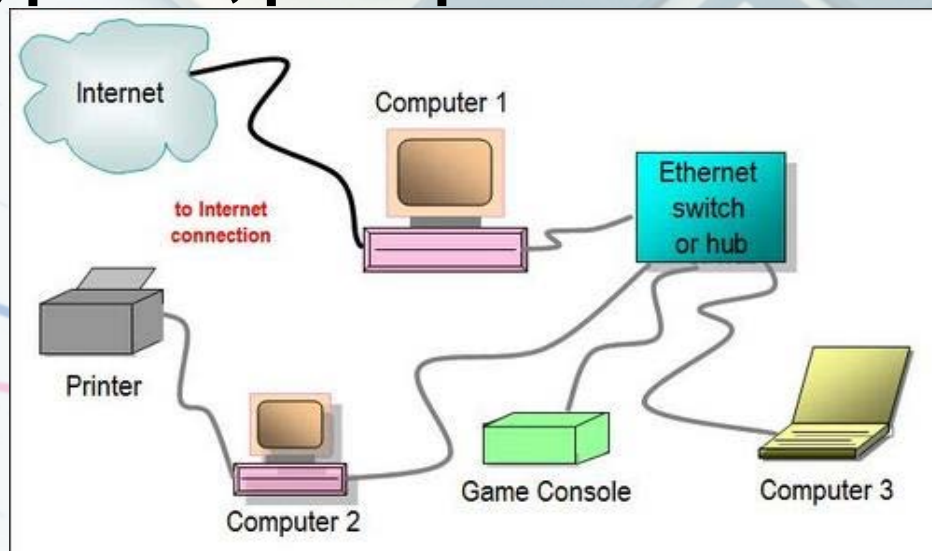 Internet
Computer 1
Ethernet
switch
or hub
to Internet
connection
Printer
Computer 2
Game Console
Computer 3